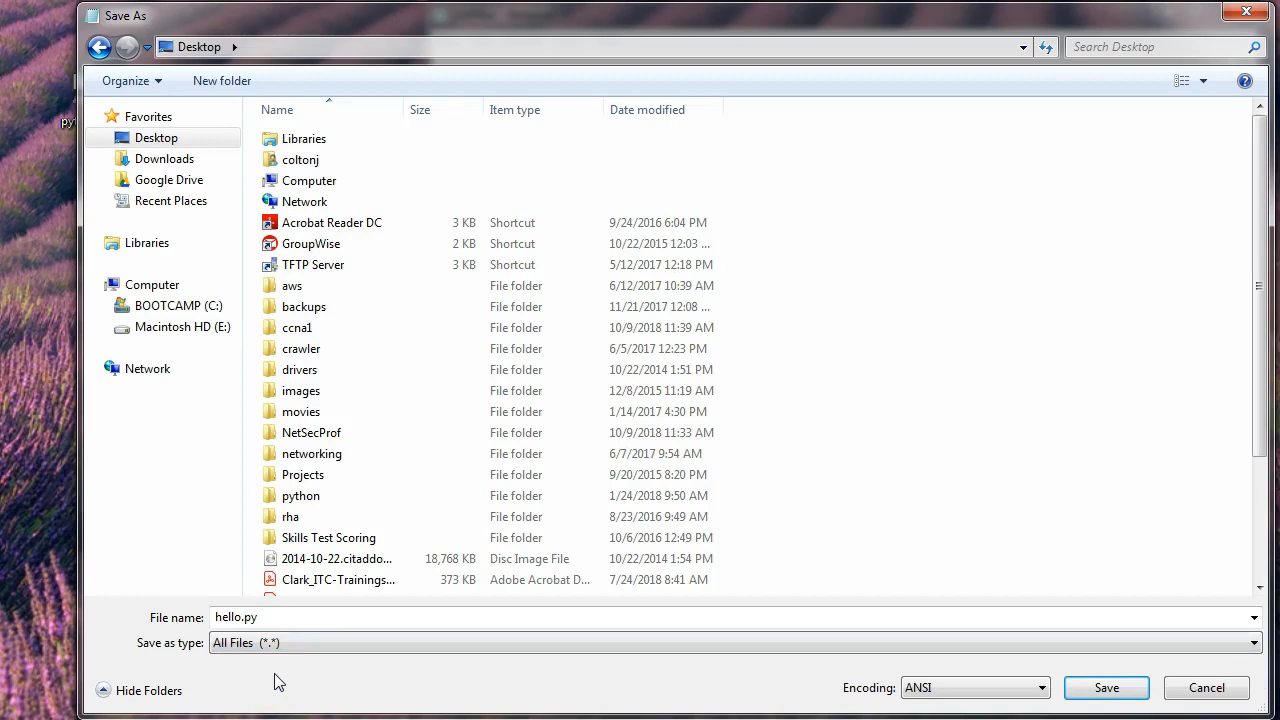 Save As
Desktop
Search Desktop
Organize New folder
Name Size Item type Date modified
Favorites
Desktop
Downloads
Google Drive
Recent Places
Libraries
Computer
BOOTCAMP (C:)
Macintosh HD (E:)
Network
Libraries
coltonj
Computer
Network
Acrobat Reader DC 3 KB Shortcut 9/24/2016 6:04 PM
GroupWise 2 KB Shortcut 10/22/2015 12:03 ...
TFTP Server 3 KB Shortcut 5/12/2017 12:18 PM
aws File folder 6/12/2017 10:39 AM
backups File folder 11/21/2017 12:08 ...
ccna1 File folder 10/9/2018 11:39 AM
crawler File folder 6/5/2017 12:23 PM
drivers File folder 10/22/2014 1:51 PM
images File folder 12/8/2015 11:19 AM
movies File folder 1/14/2017 4:30 PM
NetSecProf File folder 10/9/2018 11:33 AM
networking File folder 6/7/2017 9:54 AM
Projects File folder 9/20/2015 8:20 PM
python File folder 1/24/2018 9:50 AM
rha File folder 8/23/2016 9:49 AM
Skills Test Scoring File folder 10/6/2016 12:49 PM
2014-10-22.citaddo... 18,768 KB Disc Image File 10/22/2014 1:54 PM
Clark_ITC-Trainings... 373 KB Adobe Acrobat D... 7/24/2018 8:41 AM
File name: hello.py
Save as type: All Files (*.*)
Hide Folders Encoding: ANSI Save Cancel